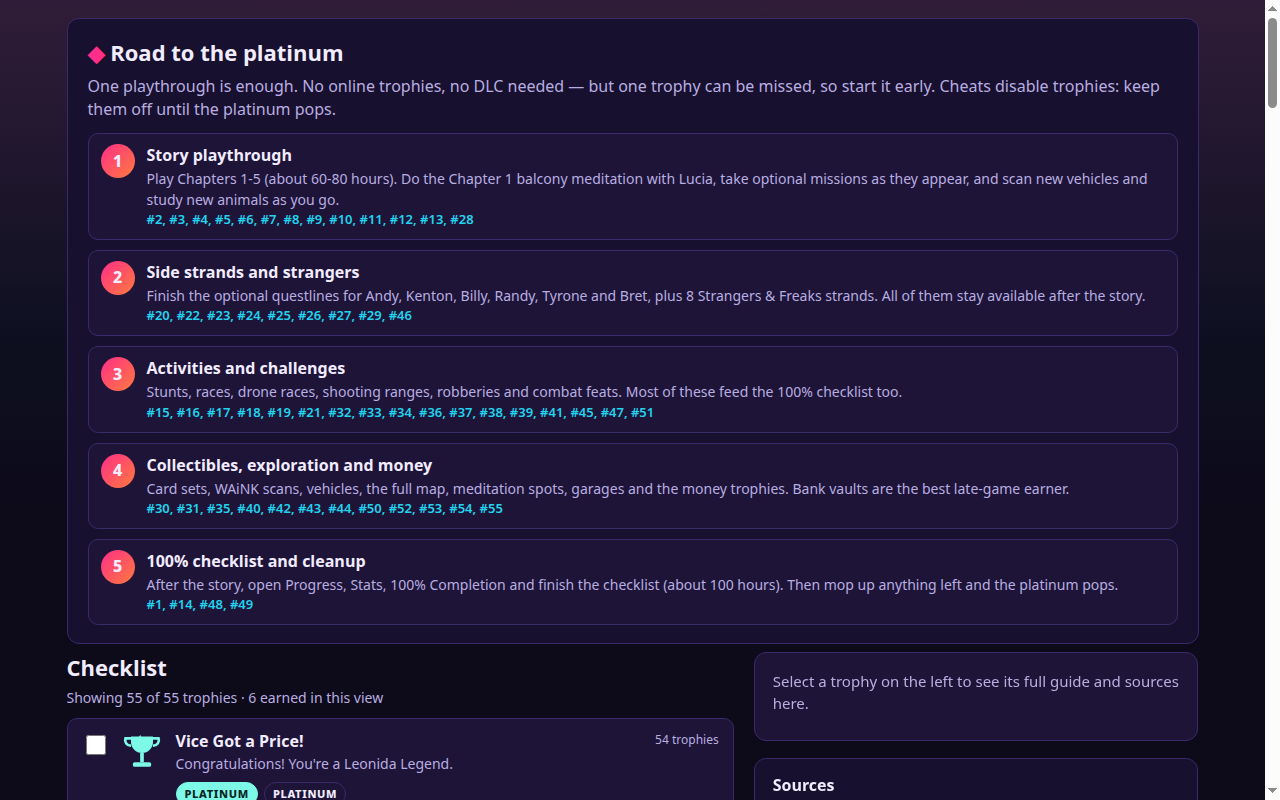 Road to the platinum
One playthrough is enough. No online trophies, no DLC needed — but one trophy can be missed, so start it early. Cheats disable trophies: keep
them off until the platinum pops.
1
Story playthrough
Play Chapters 1-5 (about 60-80 hours). Do the Chapter 1 balcony meditation with Lucia, take optional missions as they appear, and scan new vehicles and
study new animals as you go.
#2, #3, #4, #5, #6, #7, #8, #9, #10, #11, #12, #13, #28
2
Side strands and strangers
Finish the optional questlines for Andy, Kenton, Billy, Randy, Tyrone and Bret, plus 8 Strangers & Freaks strands. All of them stay available after the story.
#20, #22, #23, #24, #25, #26, #27, #29, #46
3
Activities and challenges
Stunts, races, drone races, shooting ranges, robberies and combat feats. Most of these feed the 100% checklist too.
#15, #16, #17, #18, #19, #21, #32, #33, #34, #36, #37, #38, #39, #41, #45, #47, #51
4
Collectibles, exploration and money
Card sets, WAiNK scans, vehicles, the full map, meditation spots, garages and the money trophies. Bank vaults are the best late-game earner.
#30, #31, #35, #40, #42, #43, #44, #50, #52, #53, #54, #55
5
100% checklist and cleanup
After the story, open Progress, Stats, 100% Completion and finish the checklist (about 100 hours). Then mop up anything left and the platinum pops.
#1, #14, #48, #49
Checklist
Showing 55 of 55 trophies · 6 earned in this view
Vice Got a Price!
54 trophies
Congratulations! You're a Leonida Legend.
PLATINUM
PLATINUM
Select a trophy on the left to see its full guide and sources
here.
Sources